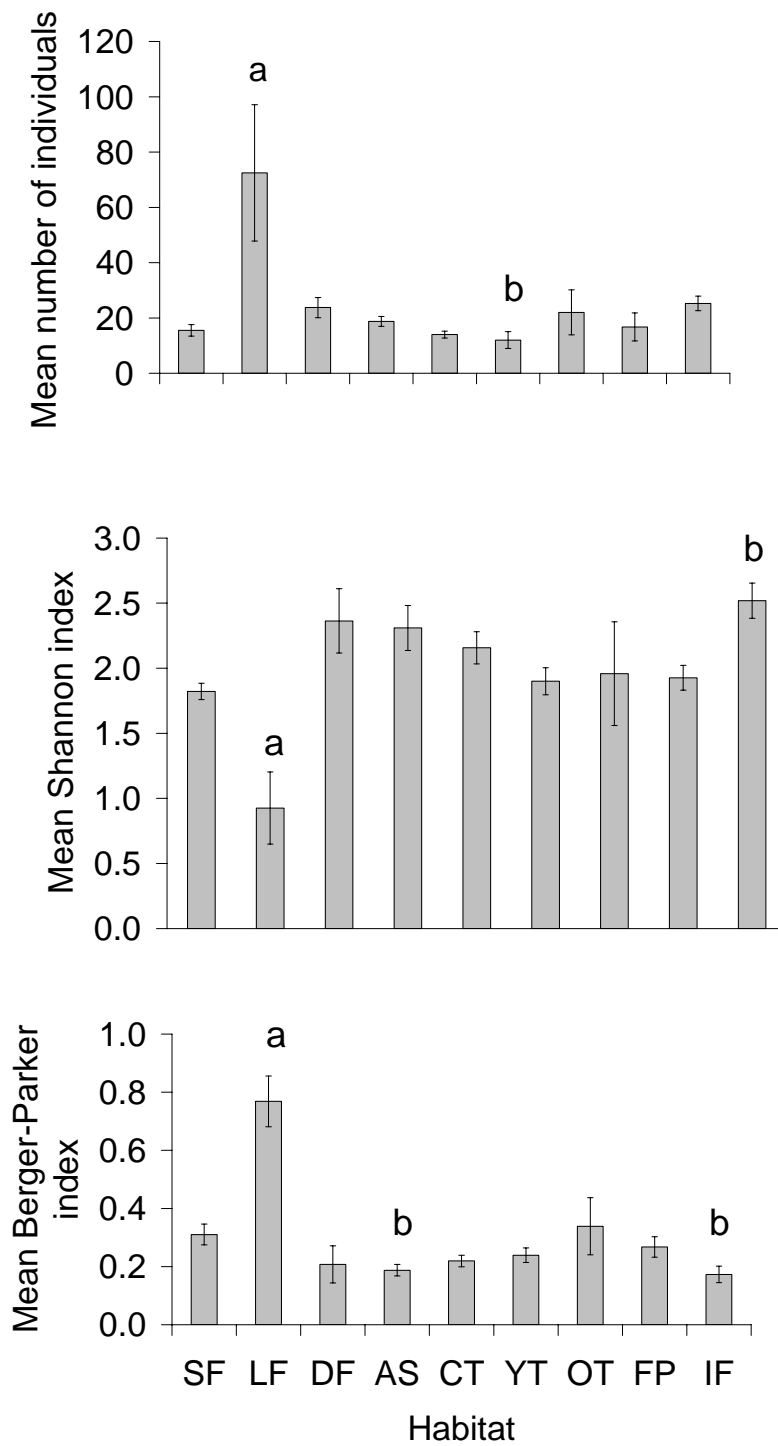 Mean number of individuals
120
100
80
60
40
20
0
a
b
Mean Shannon index
3.0
2.5
2.0
1.5
1.0
0.5
0.0
a
b
Mean Berger-Parker
index
1.0
0.8
0.6
0.4
0.2
0.0
a
b
b
SF LF DF AS CT YT OT FP IF
Habitat